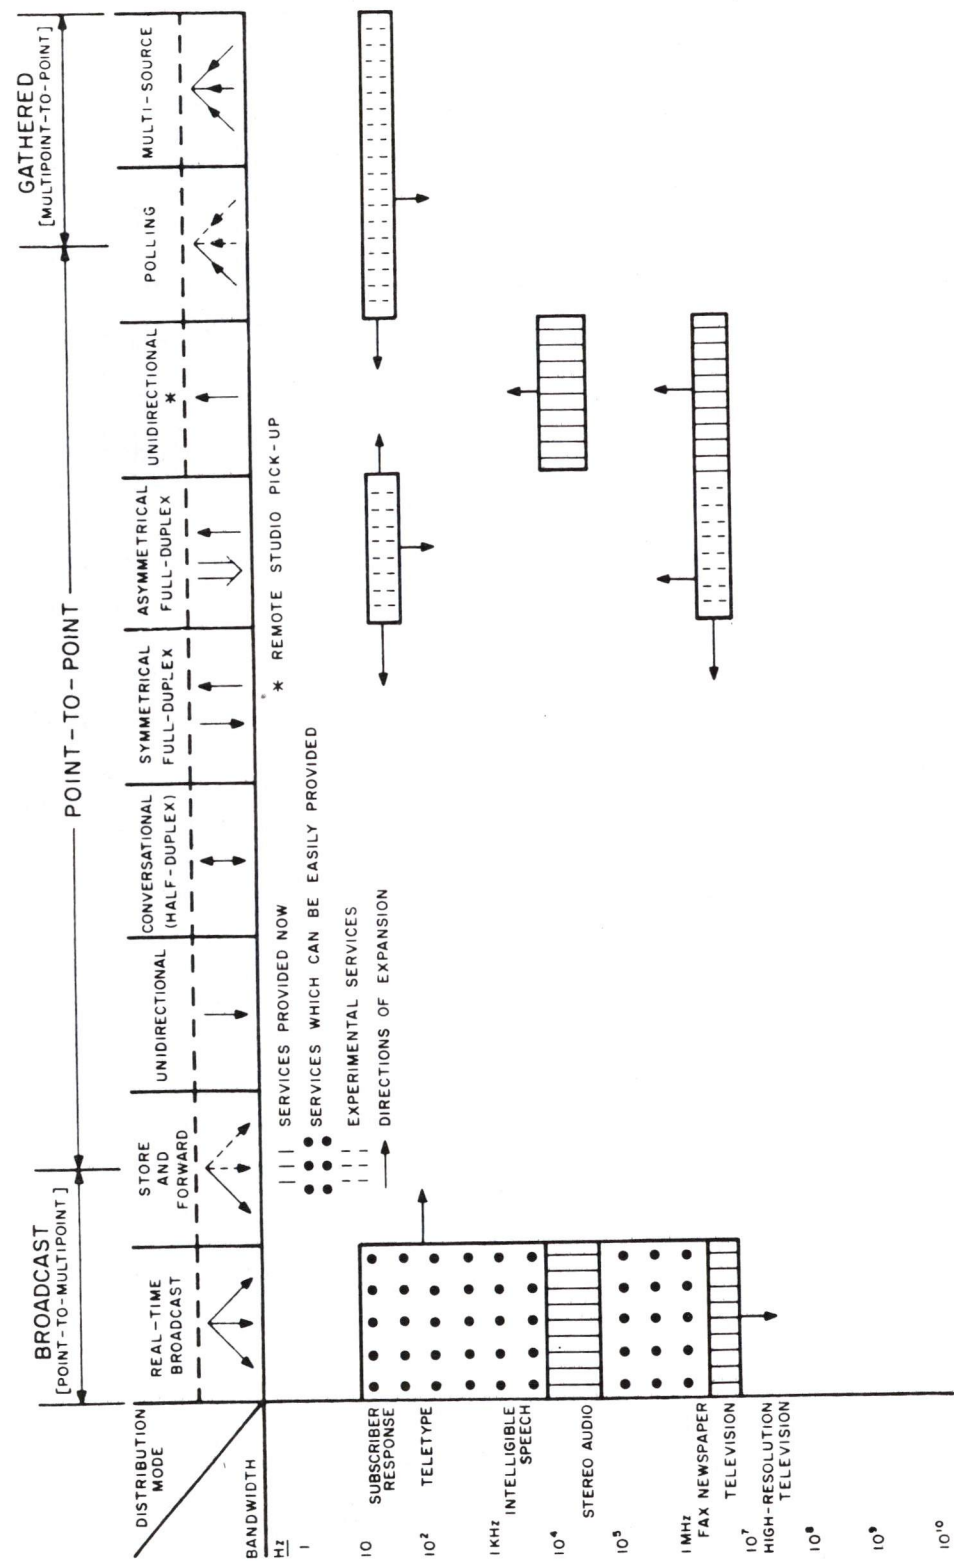 BROADCAST
[POINT-TO-MULTIPOINT]
POINT-TO-POINT
GATHERED
[MULTIPOINT-TO-POINT]
DISTRIBUTION
MODE
REAL-TIME
BROADCAST
STORE
AND
FORWARD
UNIDIRECTIONAL
CONVERSATIONAL
(HALF-DUPLEX)
SYMMETRICAL
FULL-DUPLEX
ASYMMETRICAL
FULL-DUPLEX
UNIDIRECTIONAL
*
POLLING
MULTI-SOURCE
BANDWIDTH
Hz
1
* REMOTE STUDIO PICK-UP
SERVICES PROVIDED NOW
SERVICES WHICH CAN BE EASILY PROVIDED
EXPERIMENTAL SERVICES
DIRECTIONS OF EXPANSION
10
SUBSCRIBER
RESPONSE
10²
TELETYPE
1 KHz
INTELLIGIBLE
SPEECH
10⁴
STEREO AUDIO
10⁵
1 MHz
FAX NEWSPAPER
TELEVISION
10⁷
HIGH-RESOLUTION
TELEVISION
10⁸
10⁹
10¹⁰